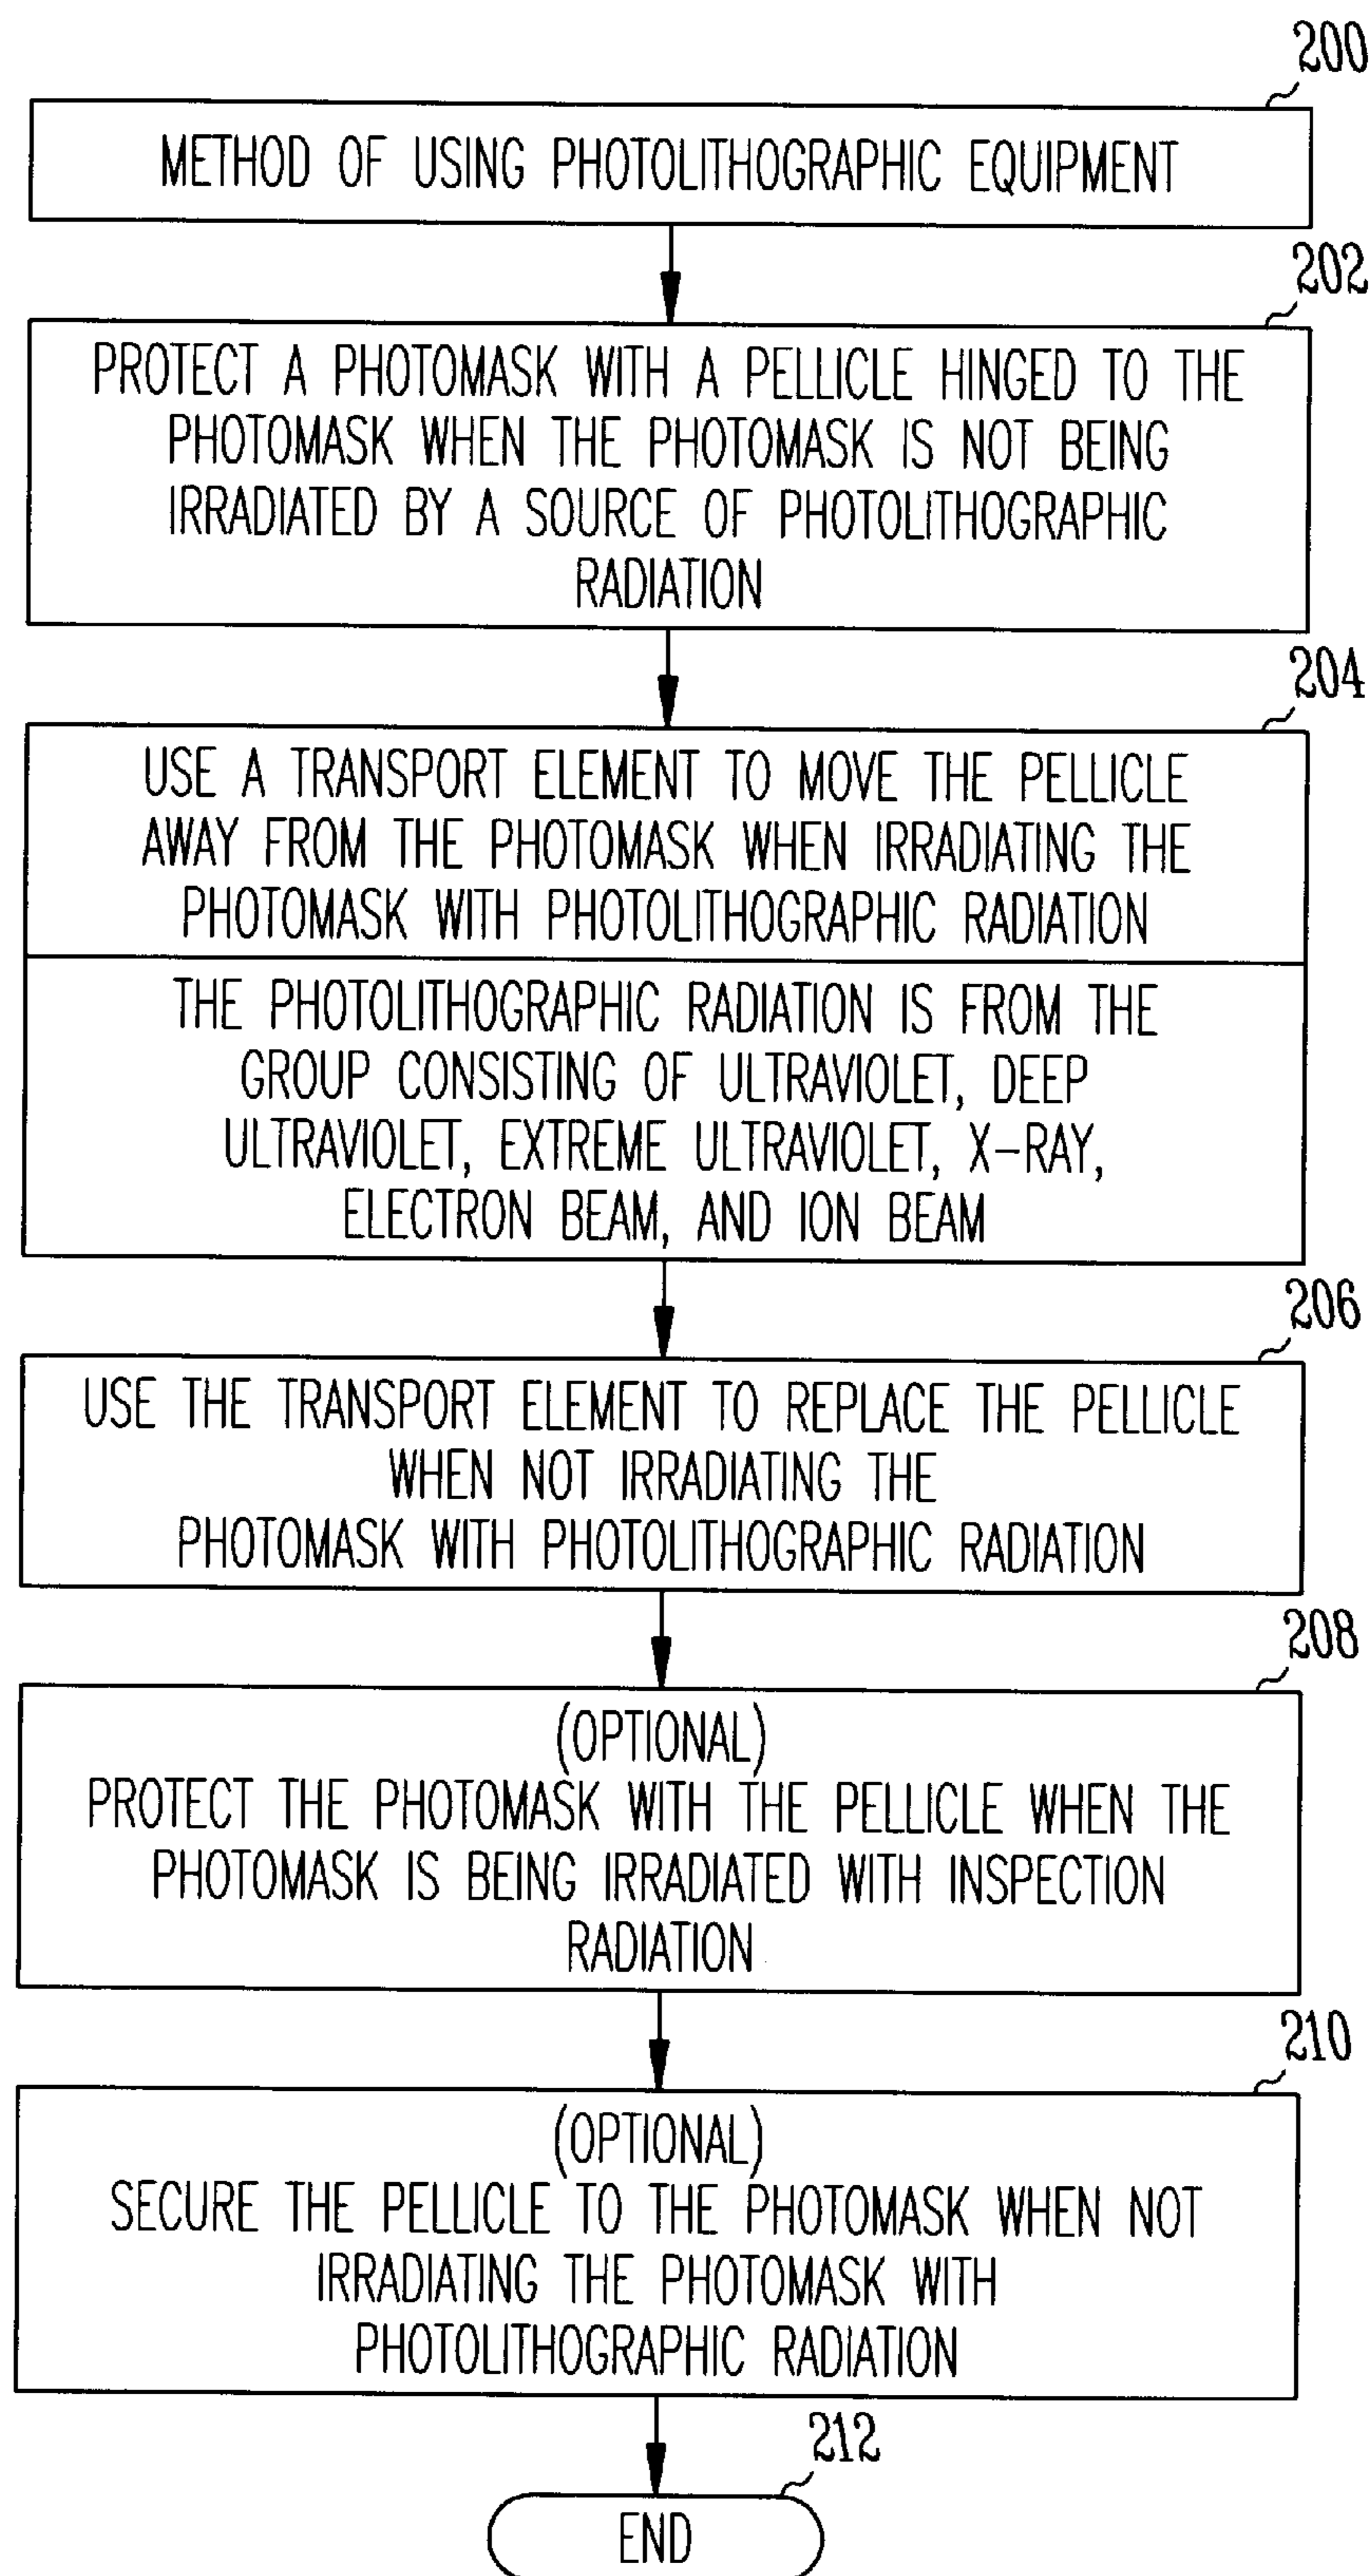 200
METHOD OF USING PHOTOLITHOGRAPHIC EQUIPMENT
202
PROTECT A PHOTOMASK WITH A PELLICLE HINGED TO THE
PHOTOMASK WHEN THE PHOTOMASK IS NOT BEING
IRRADIATED BY A SOURCE OF PHOTOLITHOGRAPHIC
RADIATION
204
USE A TRANSPORT ELEMENT TO MOVE THE PELLICLE
AWAY FROM THE PHOTOMASK WHEN IRRADIATING THE
PHOTOMASK WITH PHOTOLITHOGRAPHIC RADIATION
THE PHOTOLITHOGRAPHIC RADIATION IS FROM THE
GROUP CONSISTING OF ULTRAVIOLET, DEEP
ULTRAVIOLET, EXTREME ULTRAVIOLET, X-RAY,
ELECTRON BEAM, AND ION BEAM
206
USE THE TRANSPORT ELEMENT TO REPLACE THE PELLICLE
WHEN NOT IRRADIATING THE
PHOTOMASK WITH PHOTOLITHOGRAPHIC RADIATION
208
(OPTIONAL)
PROTECT THE PHOTOMASK WITH THE PELLICLE WHEN THE
PHOTOMASK IS BEING IRRADIATED WITH INSPECTION
RADIATION
210
(OPTIONAL)
SECURE THE PELLICLE TO THE PHOTOMASK WHEN NOT
IRRADIATING THE PHOTOMASK WITH
PHOTOLITHOGRAPHIC RADIATION
212
END